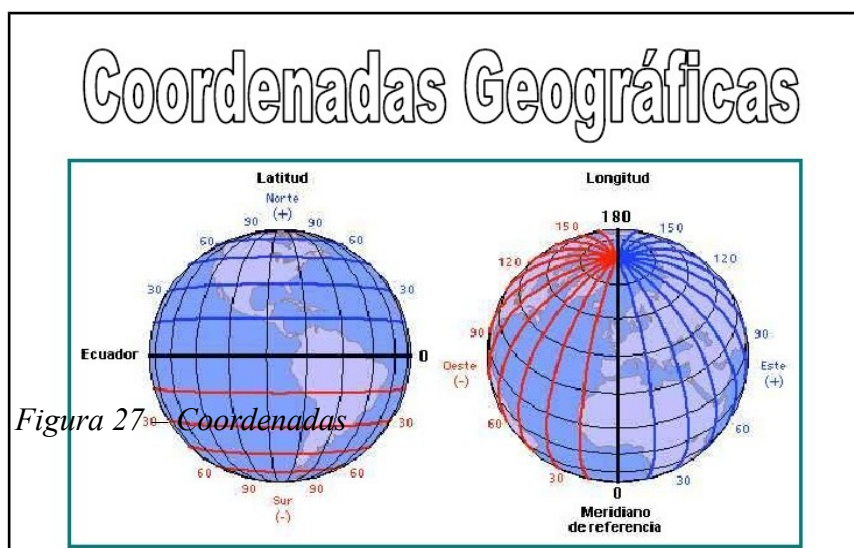 Coordenadas Geográficas
Latitud
Norte
(+)
90 90
60 60
30 30
Ecuador 0
30 30
60 60
90 90
Sur
(-)
Figura 27 – Coordenadas
Longitud
180
150 150
120 120
90 90
Oeste
(-)
Este
(+)
60 60
30 30
0
Meridiano
de referencia